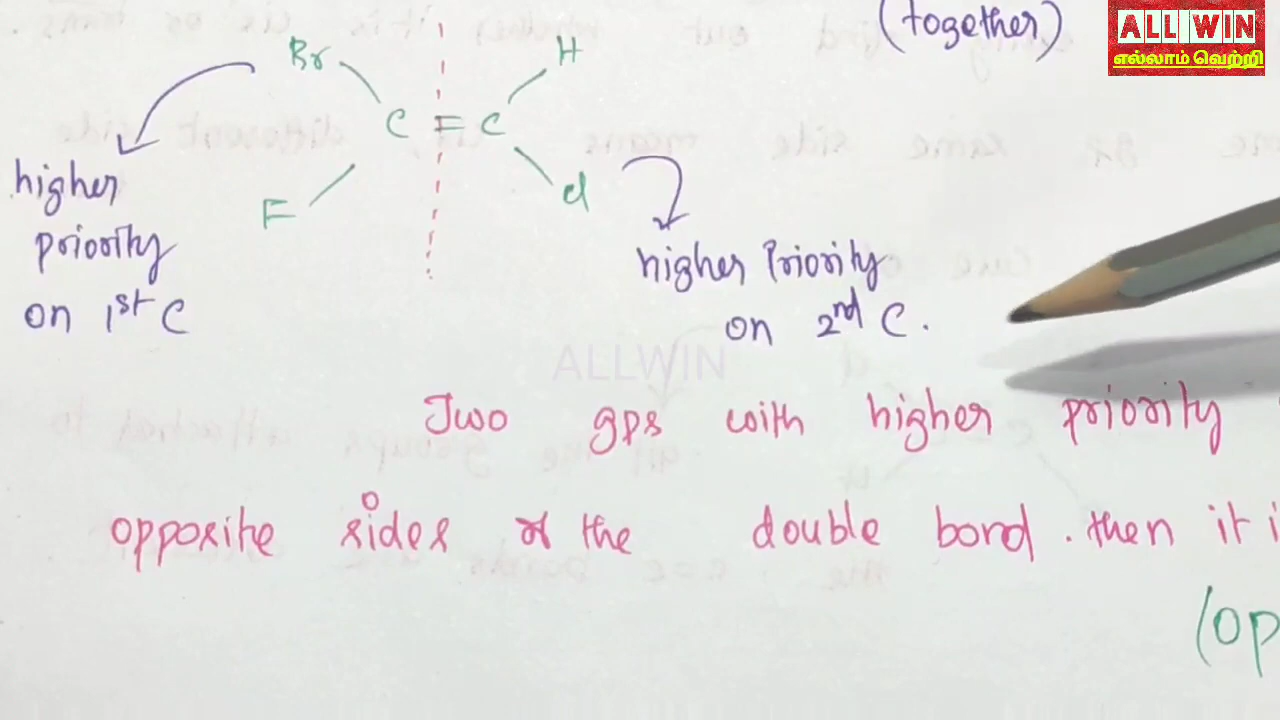 (together)
ALL WIN
எல்லாம் வெற்றி
Br H
C = C
F Cl
higher
priority
on 1st C
higher Priority
on 2nd C.
ALLWIN
Two gps with higher priority
opposite sides of the double bond. then it i
(op